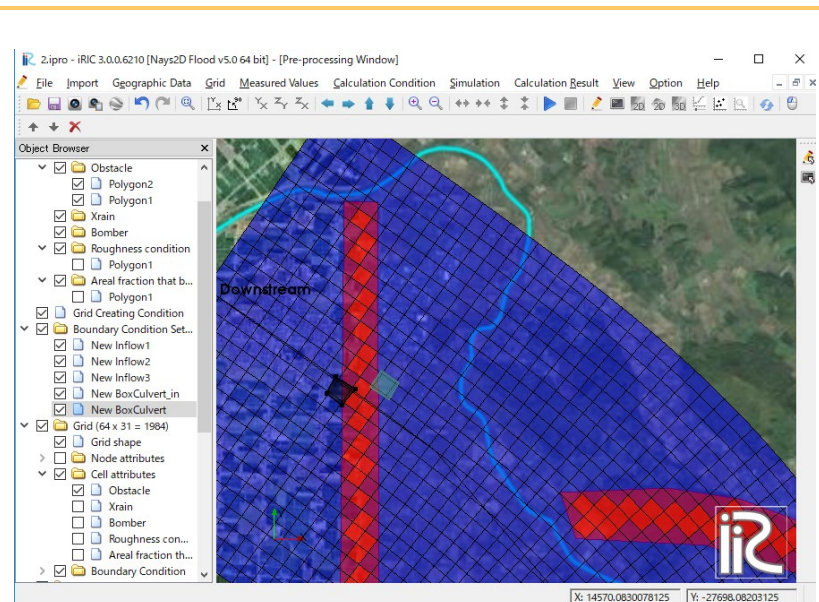 2.ipro - iRIC 3.0.0.6210 [Nays2D Flood v5.0 64 bit] - [Pre-processing Window]
File Import Geographic Data Grid Measured Values Calculation Condition Simulation Calculation Result View Option Help
Object Browser
Obstacle
Polygon2
Polygon1
Xrain
Bomber
Roughness condition
Polygon1
Areal fraction that b...
Polygon1
Grid Creating Condition
Boundary Condition Set...
New Inflow1
New Inflow2
New Inflow3
New BoxCulvert_in
New BoxCulvert
Grid (64 x 31 = 1984)
Grid shape
Node attributes
Cell attributes
Obstacle
Xrain
Bomber
Roughness con...
Areal fraction th...
Boundary Condition
Downstream
iRIC
X: 14570.0830078125 Y: -27698.08203125